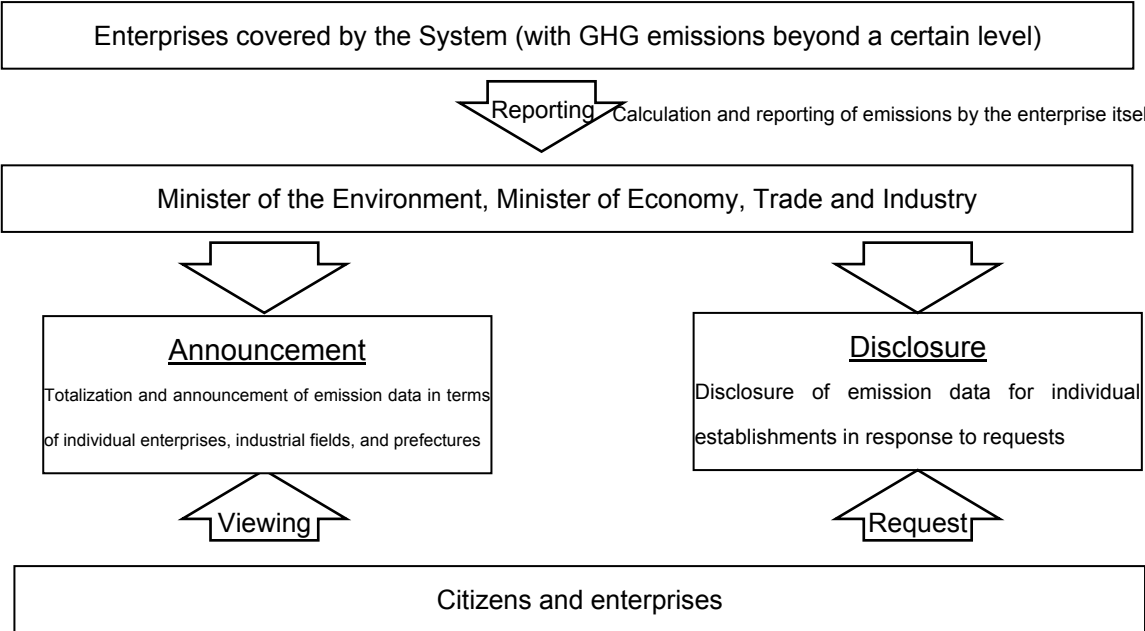 Enterprises covered by the System (with GHG emissions beyond a certain level)
Reporting
Calculation and reporting of emissions by the enterprise itsel
Minister of the Environment, Minister of Economy, Trade and Industry
Announcement
Totalization and announcement of emission data in terms
of individual enterprises, industrial fields, and prefectures
Disclosure
Disclosure of emission data for individual
establishments in response to requests
Viewing
Request
Citizens and enterprises